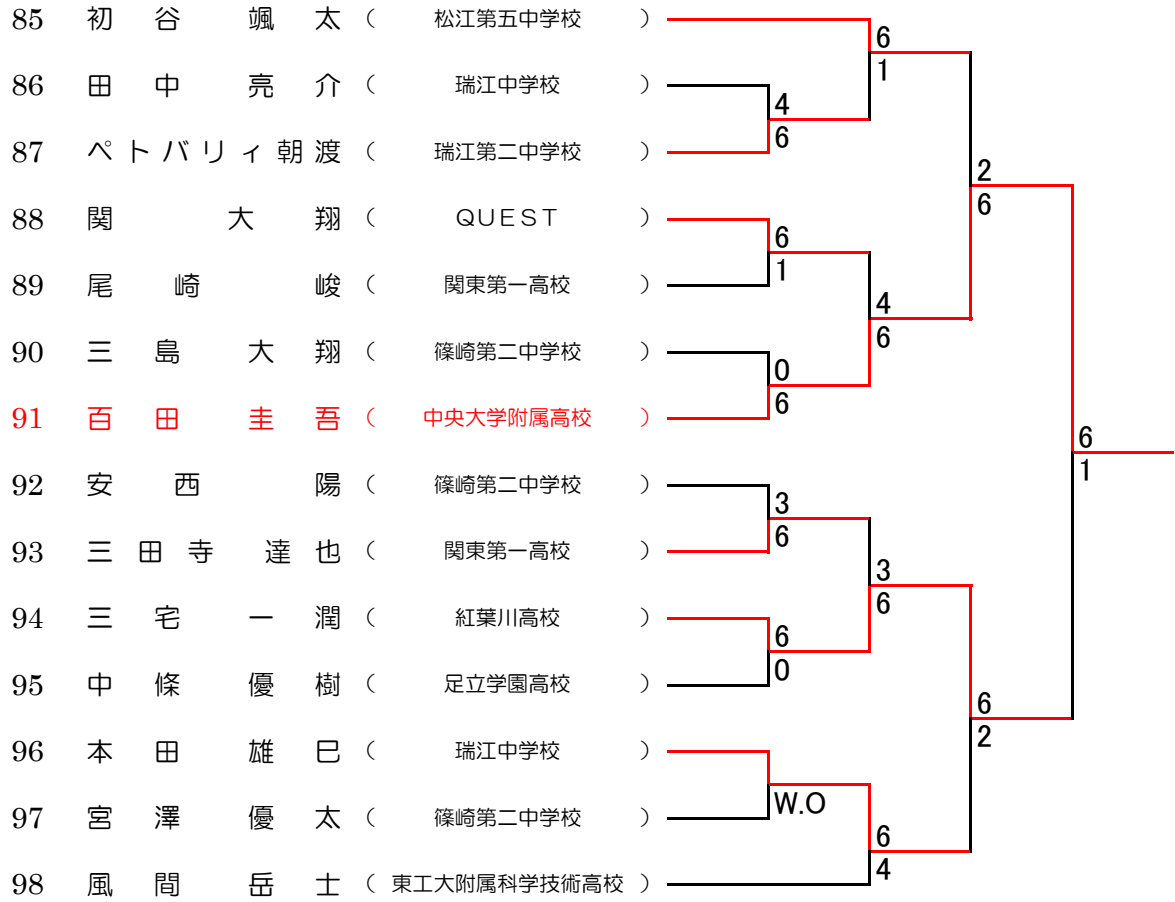 85 初谷 颯太 ( 松江第五中学校 )
6
1
86 田中 亮介 ( 瑞江中学校 )
4
6
87 ペトバリィ朝渡 ( 瑞江第二中学校 )
2
6
88 関 大翔 ( QUEST )
6
1
89 尾崎 峻 ( 関東第一高校 )
4
6
90 三島 大翔 ( 篠崎第二中学校 )
0
6
91 百田 圭吾 ( 中央大学附属高校 )
6
1
92 安西 陽 ( 篠崎第二中学校 )
3
6
93 三田寺 達也 ( 関東第一高校 )
3
6
94 三宅 一潤 ( 紅葉川高校 )
6
0
95 中條 優樹 ( 足立学園高校 )
6
2
96 本田 雄巳 ( 瑞江中学校 )
W.O
97 宮澤 優太 ( 篠崎第二中学校 )
6
4
98 風間 岳士 ( 東工大附属科学技術高校 )